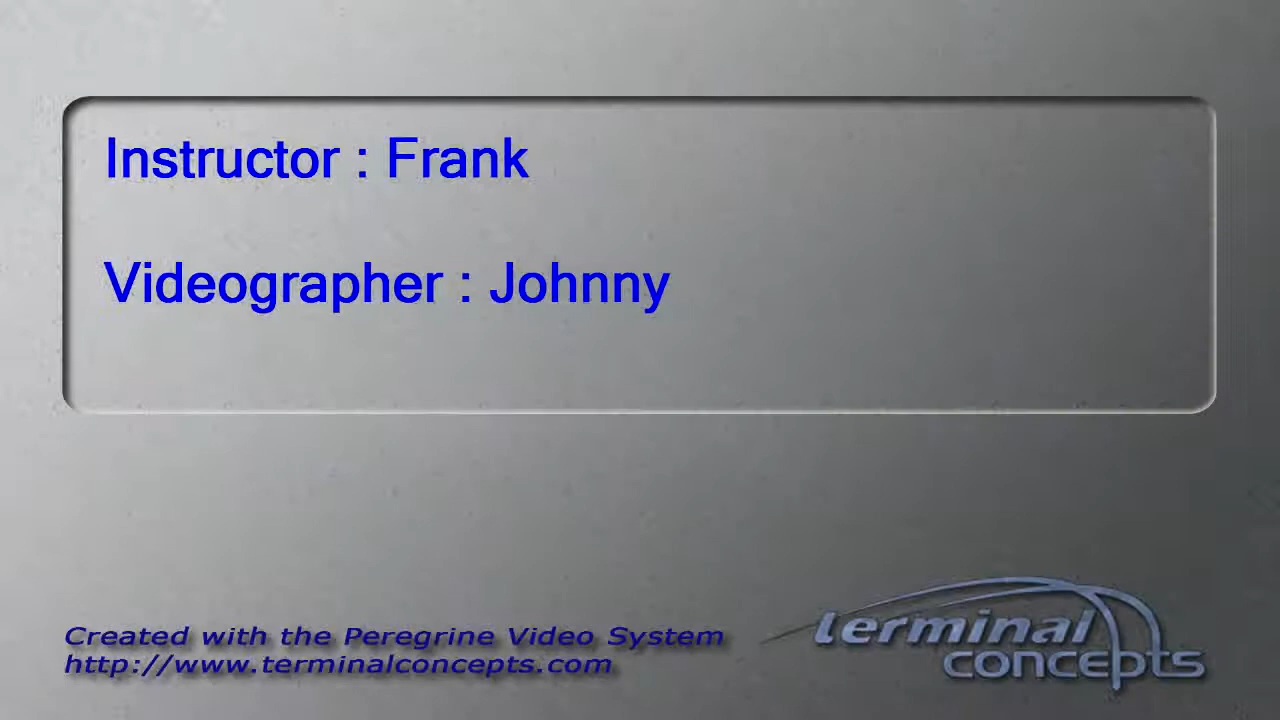 Instructor : Frank
Videographer : Johnny
Created with the Peregrine Video System
http://www.terminalconcepts.com
terminal
concepts